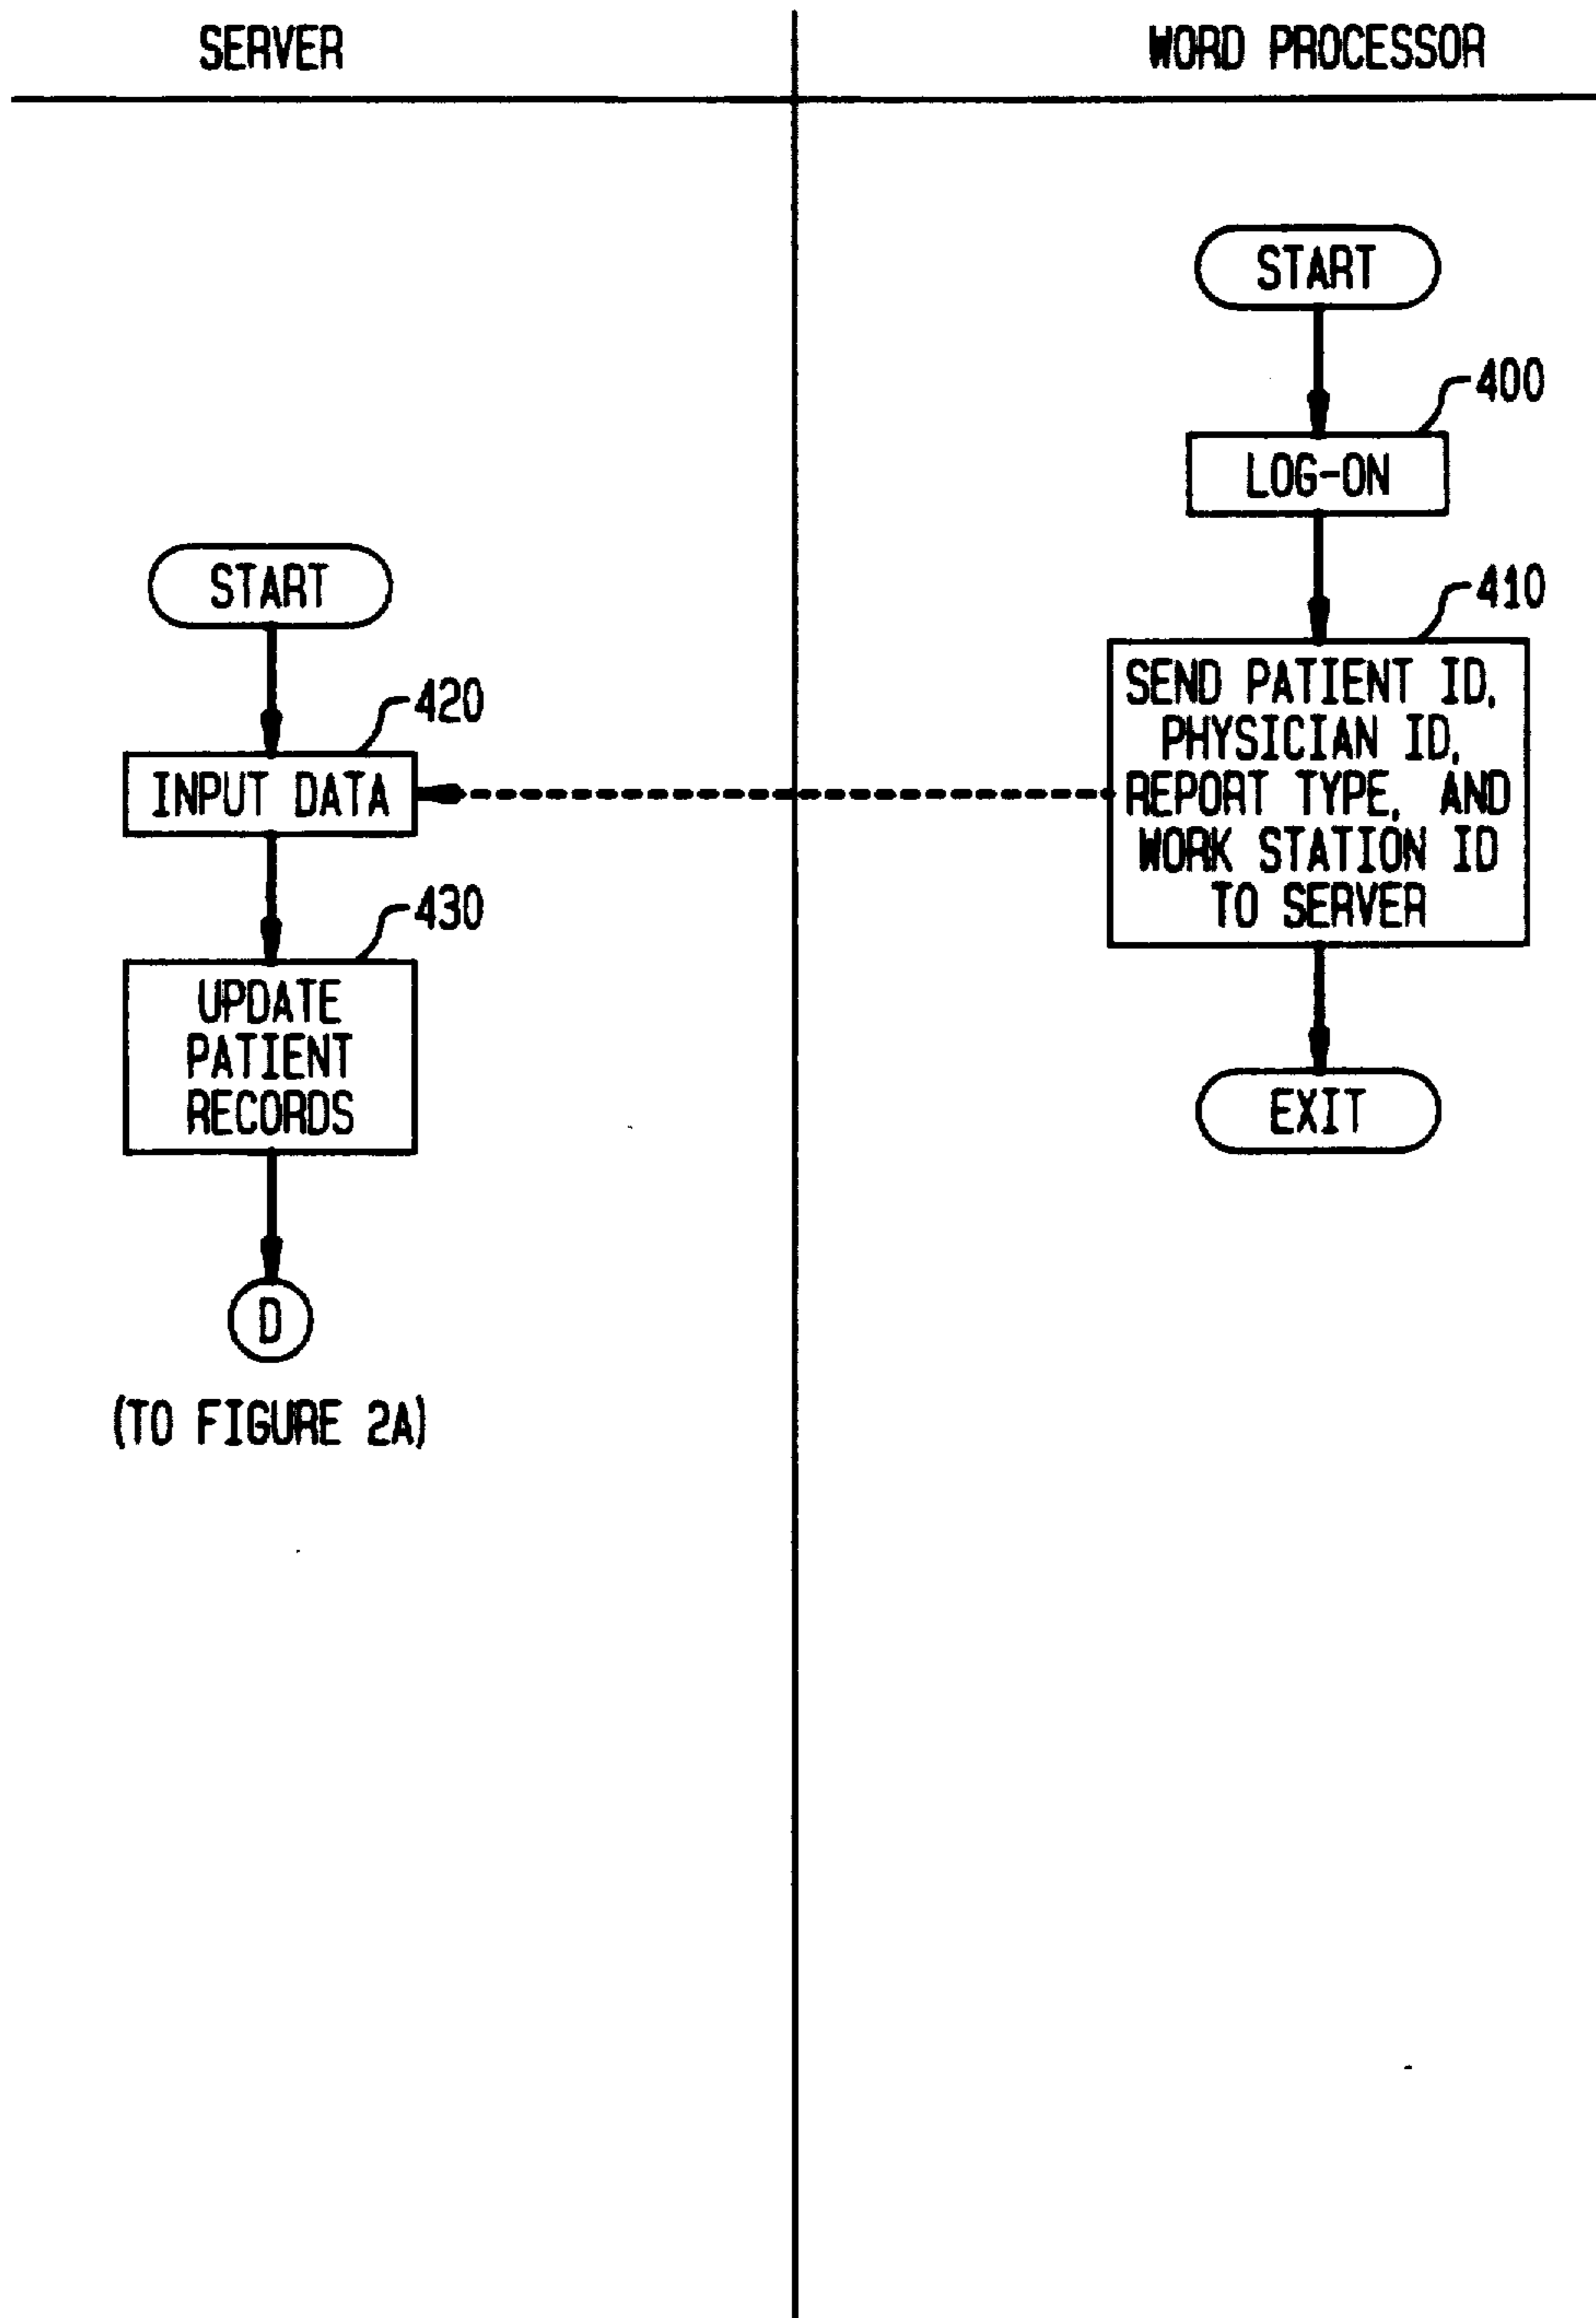 SERVER
WORD PROCESSOR
START
400
LOG-ON
410
SEND PATIENT ID,
PHYSICIAN ID,
REPORT TYPE, AND
WORK STATION ID
TO SERVER
EXIT
START
420
INPUT DATA
430
UPDATE
PATIENT
RECORDS
D
(TO FIGURE 2A)